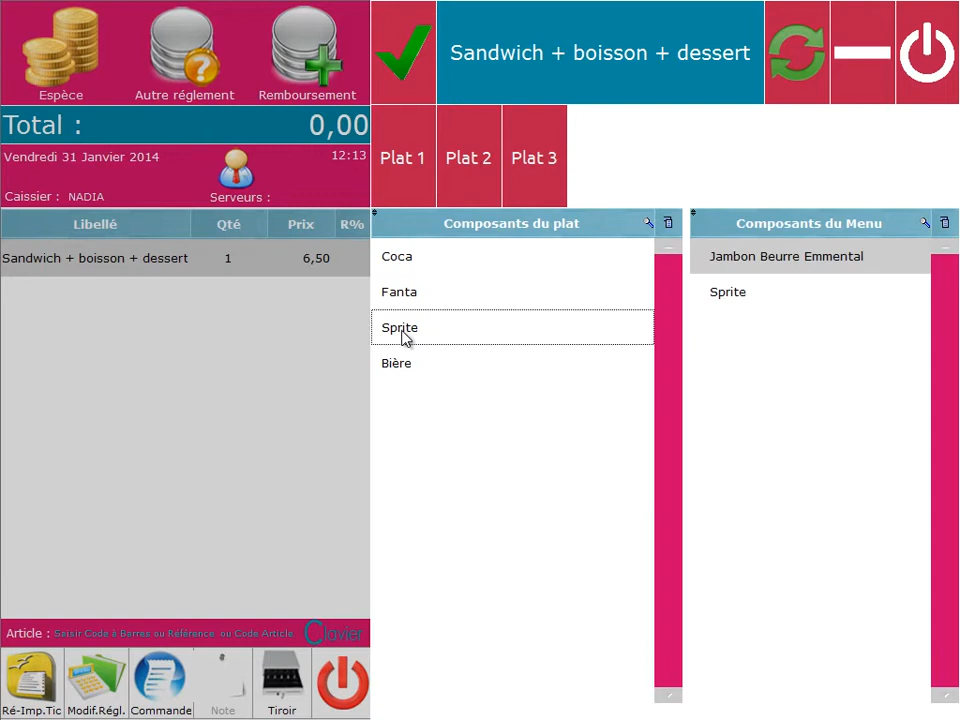 Espèce
Autre réglement
Remboursement
Sandwich + boisson + dessert
Total :
0,00
Vendredi 31 Janvier 2014
12:13
Caissier : NADIA
Serveurs :
Plat 1
Plat 2
Plat 3
Libellé
Qté
Prix
R%
Sandwich + boisson + dessert
1
6,50
Composants du plat
Coca
Fanta
Sprite
Bière
Composants du Menu
Jambon Beurre Emmental
Sprite
Article : Saisir Code à Barres ou Référence ou Code Article
Clavier
Ré-Imp.Tic
Modif.Régl.
Commande
Note
Tiroir